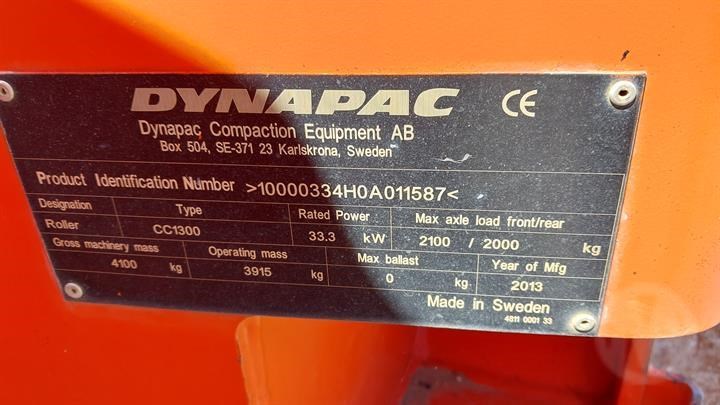 DYNAPAC CE
Dynapac Compaction Equipment AB
Box 504, SE-371 23 Karlskrona, Sweden
Product Identification Number >10000334H0A011587<
Designation Type Rated Power Max axle load front/rear
Roller CC1300 33.3 kW 2100 / 2000 kg
Gross machinery mass Operating mass Max ballast Year of Mfg
4100 kg 3915 kg 0 kg 2013
Made in Sweden
4811 0001 33